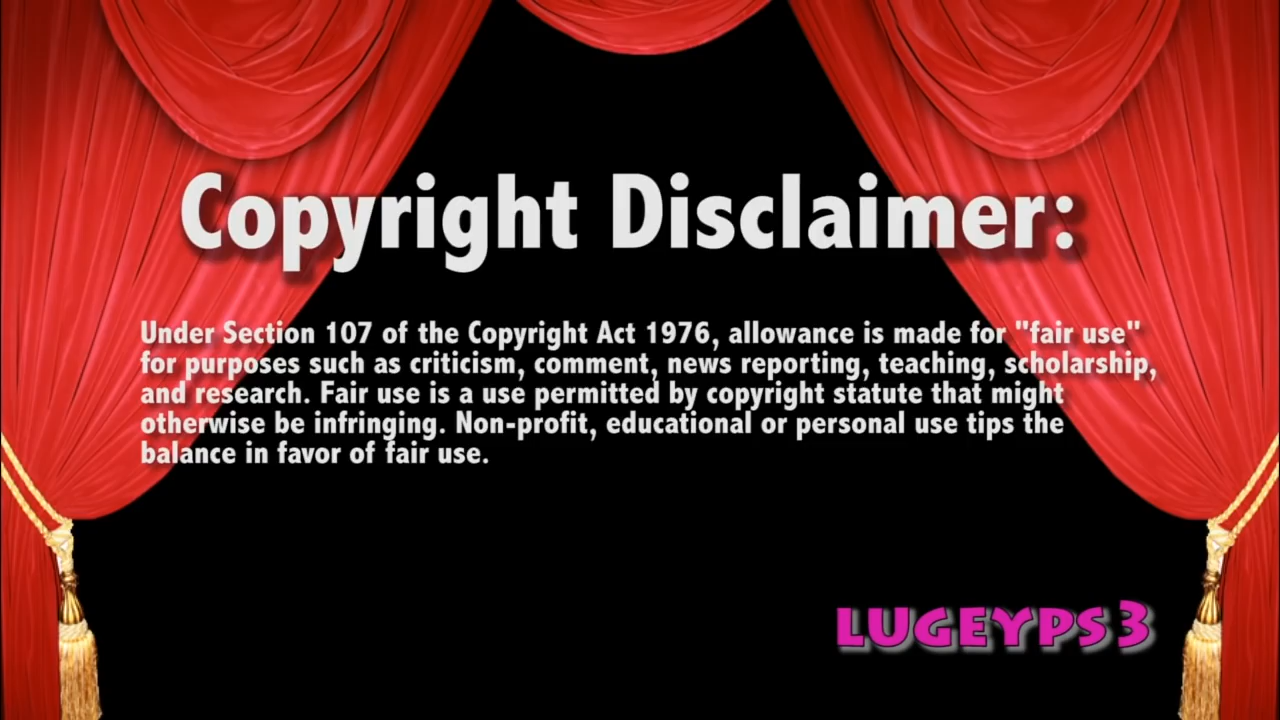 Copyright Disclaimer:
Under Section 107 of the Copyright Act 1976, allowance is made for "fair use"
for purposes such as criticism, comment, news reporting, teaching, scholarship,
and research. Fair use is a use permitted by copyright statute that might
otherwise be infringing. Non-profit, educational or personal use tips the
balance in favor of fair use.
LUGEYPS3